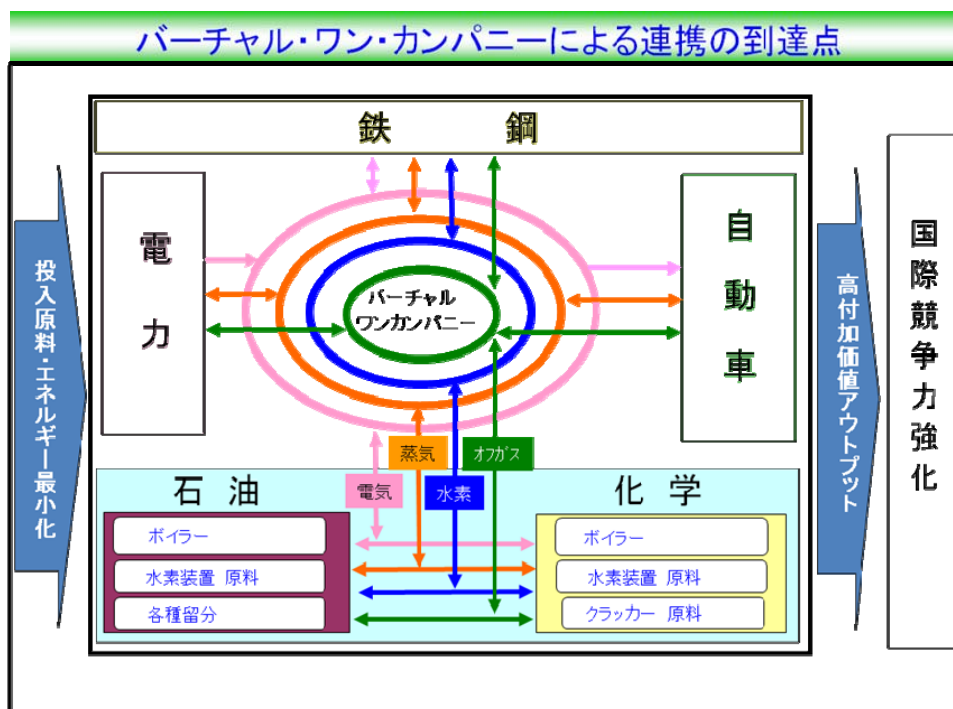 バーチャル・ワン・カンパニーによる連携の到達点
鉄 鋼
電力
自動車
バーチャル
ワンカンパニー
投入原料・エネルギー最小化
高付加価値アウトプット
国際競争力強化
蒸気
オフガス
電気
水素
石 油
ボイラー
水素装置 原料
各種留分
化 学
ボイラー
水素装置 原料
クラッカー 原料